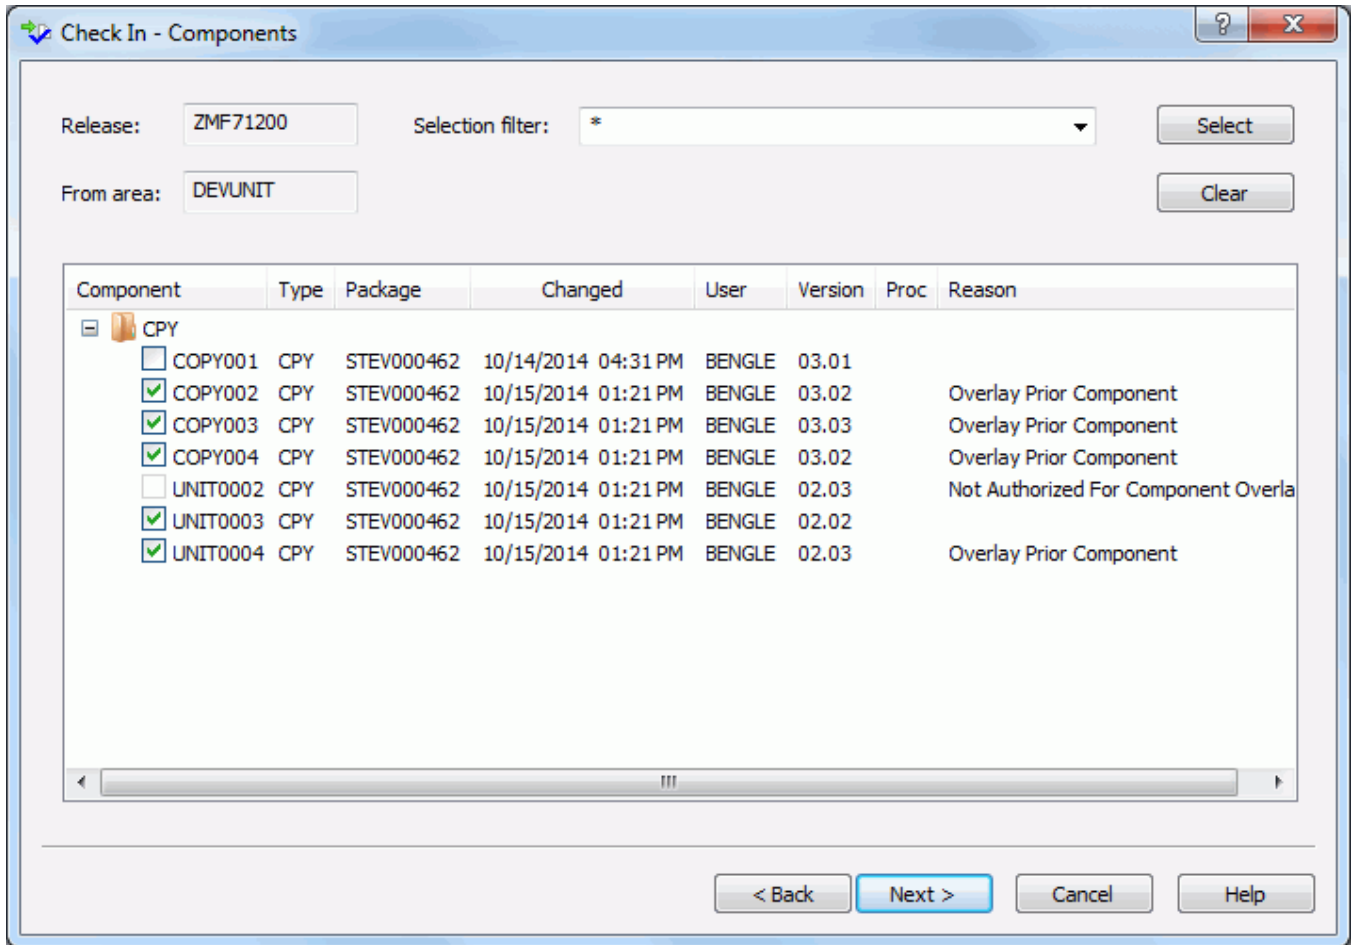 Check In - Components
Release: ZMF71200 Selection filter: * Select
From area: DEVUNIT Clear
Component Type Package Changed User Version Proc Reason
CPY
COPY001 CPY STEV000462 10/14/2014 04:31 PM BENGLE 03.01
COPY002 CPY STEV000462 10/15/2014 01:21 PM BENGLE 03.02 Overlay Prior Component
COPY003 CPY STEV000462 10/15/2014 01:21 PM BENGLE 03.03 Overlay Prior Component
COPY004 CPY STEV000462 10/15/2014 01:21 PM BENGLE 03.02 Overlay Prior Component
UNIT0002 CPY STEV000462 10/15/2014 01:21 PM BENGLE 02.03 Not Authorized For Component Overla
UNIT0003 CPY STEV000462 10/15/2014 01:21 PM BENGLE 02.02
UNIT0004 CPY STEV000462 10/15/2014 01:21 PM BENGLE 02.03 Overlay Prior Component
< Back Next > Cancel Help